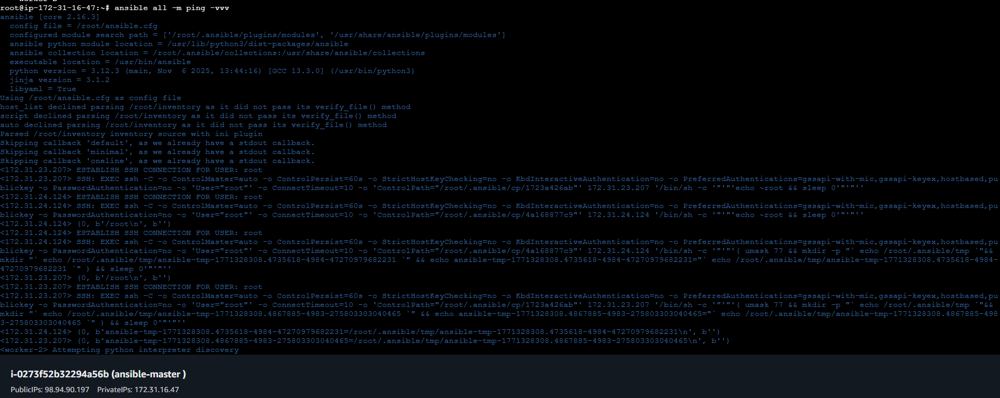 root@ip-172-31-16-47:~# ansible all -m ping -vvv
ansible [core 2.16.3]
  config file = /root/ansible.cfg
  configured module search path = ['/root/.ansible/plugins/modules', '/usr/share/ansible/plugins/modules']
  ansible python module location = /usr/lib/python3/dist-packages/ansible
  ansible collection location = /root/.ansible/collections:/usr/share/ansible/collections
  executable location = /usr/bin/ansible
  python version = 3.12.3 (main, Nov  6 2025, 13:44:16) [GCC 13.3.0] (/usr/bin/python3)
  jinja version = 3.1.2
  libyaml = True
Using /root/ansible.cfg as config file
host_list declined parsing /root/inventory as it did not pass its verify_file() method
script declined parsing /root/inventory as it did not pass its verify_file() method
auto declined parsing /root/inventory as it did not pass its verify_file() method
Parsed /root/inventory inventory source with ini plugin
Skipping callback 'default', as we already have a stdout callback.
Skipping callback 'minimal', as we already have a stdout callback.
Skipping callback 'oneline', as we already have a stdout callback.
<172.31.23.207> ESTABLISH SSH CONNECTION FOR USER: root
<172.31.23.207> SSH: EXEC ssh -C -o ControlMaster=auto -o ControlPersist=60s -o StrictHostKeyChecking=no -o KbdInteractiveAuthentication=no -o PreferredAuthentications=gssapi-with-mic,gssapi-keyex,hostbased,pu
blickey -o PasswordAuthentication=no -o 'User="root"' -o ConnectTimeout=10 -o 'ControlPath="/root/.ansible/cp/1723a426ab"' 172.31.23.207 '/bin/sh -c '"'"'echo ~root && sleep 0'"'"''
<172.31.24.124> ESTABLISH SSH CONNECTION FOR USER: root
<172.31.24.124> SSH: EXEC ssh -C -o ControlMaster=auto -o ControlPersist=60s -o StrictHostKeyChecking=no -o KbdInteractiveAuthentication=no -o PreferredAuthentications=gssapi-with-mic,gssapi-keyex,hostbased,pu
blickey -o PasswordAuthentication=no -o 'User="root"' -o ConnectTimeout=10 -o 'ControlPath="/root/.ansible/cp/4a168877c9"' 172.31.24.124 '/bin/sh -c '"'"'echo ~root && sleep 0'"'"''
<172.31.24.124> (0, b'/root\n', b'')
<172.31.24.124> ESTABLISH SSH CONNECTION FOR USER: root
<172.31.24.124> SSH: EXEC ssh -C -o ControlMaster=auto -o ControlPersist=60s -o StrictHostKeyChecking=no -o KbdInteractiveAuthentication=no -o PreferredAuthentications=gssapi-with-mic,gssapi-keyex,hostbased,pu
blickey -o PasswordAuthentication=no -o 'User="root"' -o ConnectTimeout=10 -o 'ControlPath="/root/.ansible/cp/4a168877c9"' 172.31.24.124 '/bin/sh -c '"'"'( umask 77 && mkdir -p "` echo /root/.ansible/tmp `"&&
mkdir "` echo /root/.ansible/tmp/ansible-tmp-1771328308.4735618-4984-47270979682231 `" && echo ansible-tmp-1771328308.4735618-4984-47270979682231="` echo /root/.ansible/tmp/ansible-tmp-1771328308.4735618-4984-
47270979682231 `" ) && sleep 0'"'"''
<172.31.23.207> (0, b'/root\n', b'')
<172.31.23.207> ESTABLISH SSH CONNECTION FOR USER: root
<172.31.23.207> SSH: EXEC ssh -C -o ControlMaster=auto -o ControlPersist=60s -o StrictHostKeyChecking=no -o KbdInteractiveAuthentication=no -o PreferredAuthentications=gssapi-with-mic,gssapi-keyex,hostbased,pu
blickey -o PasswordAuthentication=no -o 'User="root"' -o ConnectTimeout=10 -o 'ControlPath="/root/.ansible/cp/1723a426ab"' 172.31.23.207 '/bin/sh -c '"'"'( umask 77 && mkdir -p "` echo /root/.ansible/tmp `"&&
mkdir "` echo /root/.ansible/tmp/ansible-tmp-1771328308.4867885-4983-275803303040465 `" && echo ansible-tmp-1771328308.4867885-4983-275803303040465="` echo /root/.ansible/tmp/ansible-tmp-1771328308.4867885-498
3-275803303040465 `" ) && sleep 0'"'"''
<172.31.24.124> (0, b'ansible-tmp-1771328308.4735618-4984-47270979682231=/root/.ansible/tmp/ansible-tmp-1771328308.4735618-4984-47270979682231\n', b'')
<172.31.23.207> (0, b'ansible-tmp-1771328308.4867885-4983-275803303040465=/root/.ansible/tmp/ansible-tmp-1771328308.4867885-4983-275803303040465\n', b'')
<worker-2> Attempting python interpreter discovery
i-0273f52b32294a56b (ansible-master )
PublicIPs: 98.94.90.197 PrivateIPs: 172.31.16.47